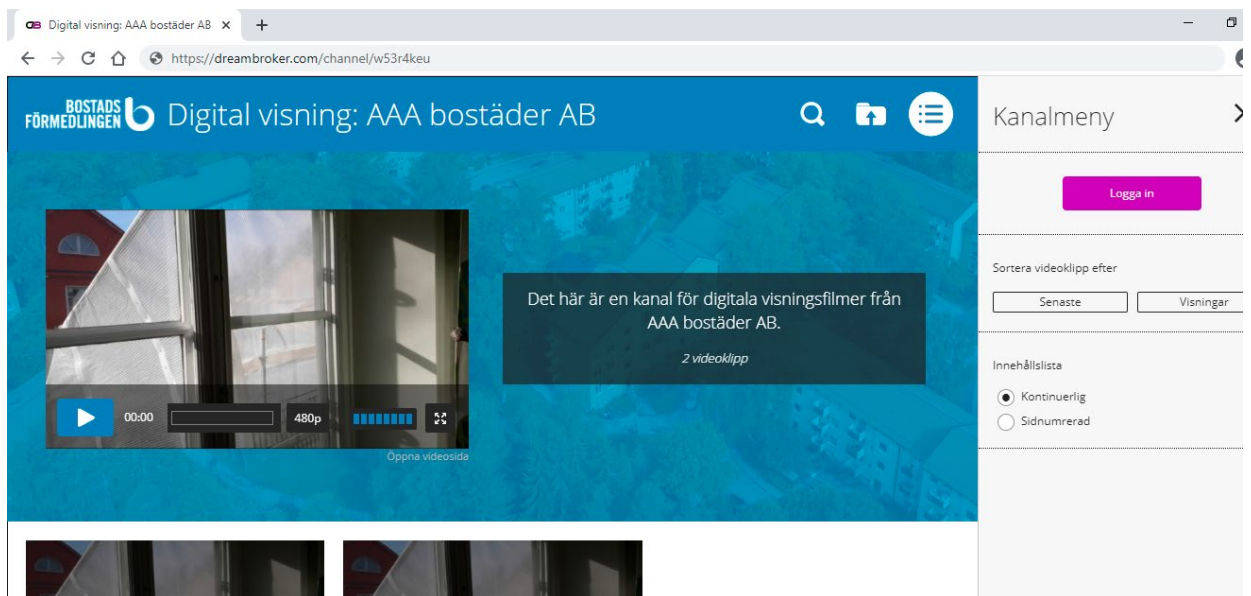 Digital visning: AAA bostäder AB
https://dreambroker.com/channel/w53r4keu
BOSTADS
FÖRMEDLINGEN
Digital visning: AAA bostäder AB
Det här är en kanal för digitala visningsfilmer från
AAA bostäder AB.
2 videoklipp
00:00
480p
Öppna videosida
Kanalmeny
Logga in
Sortera videoklipp efter
Senaste
Visningar
Innehållslista
Kontinuerlig
Sidnumrerad